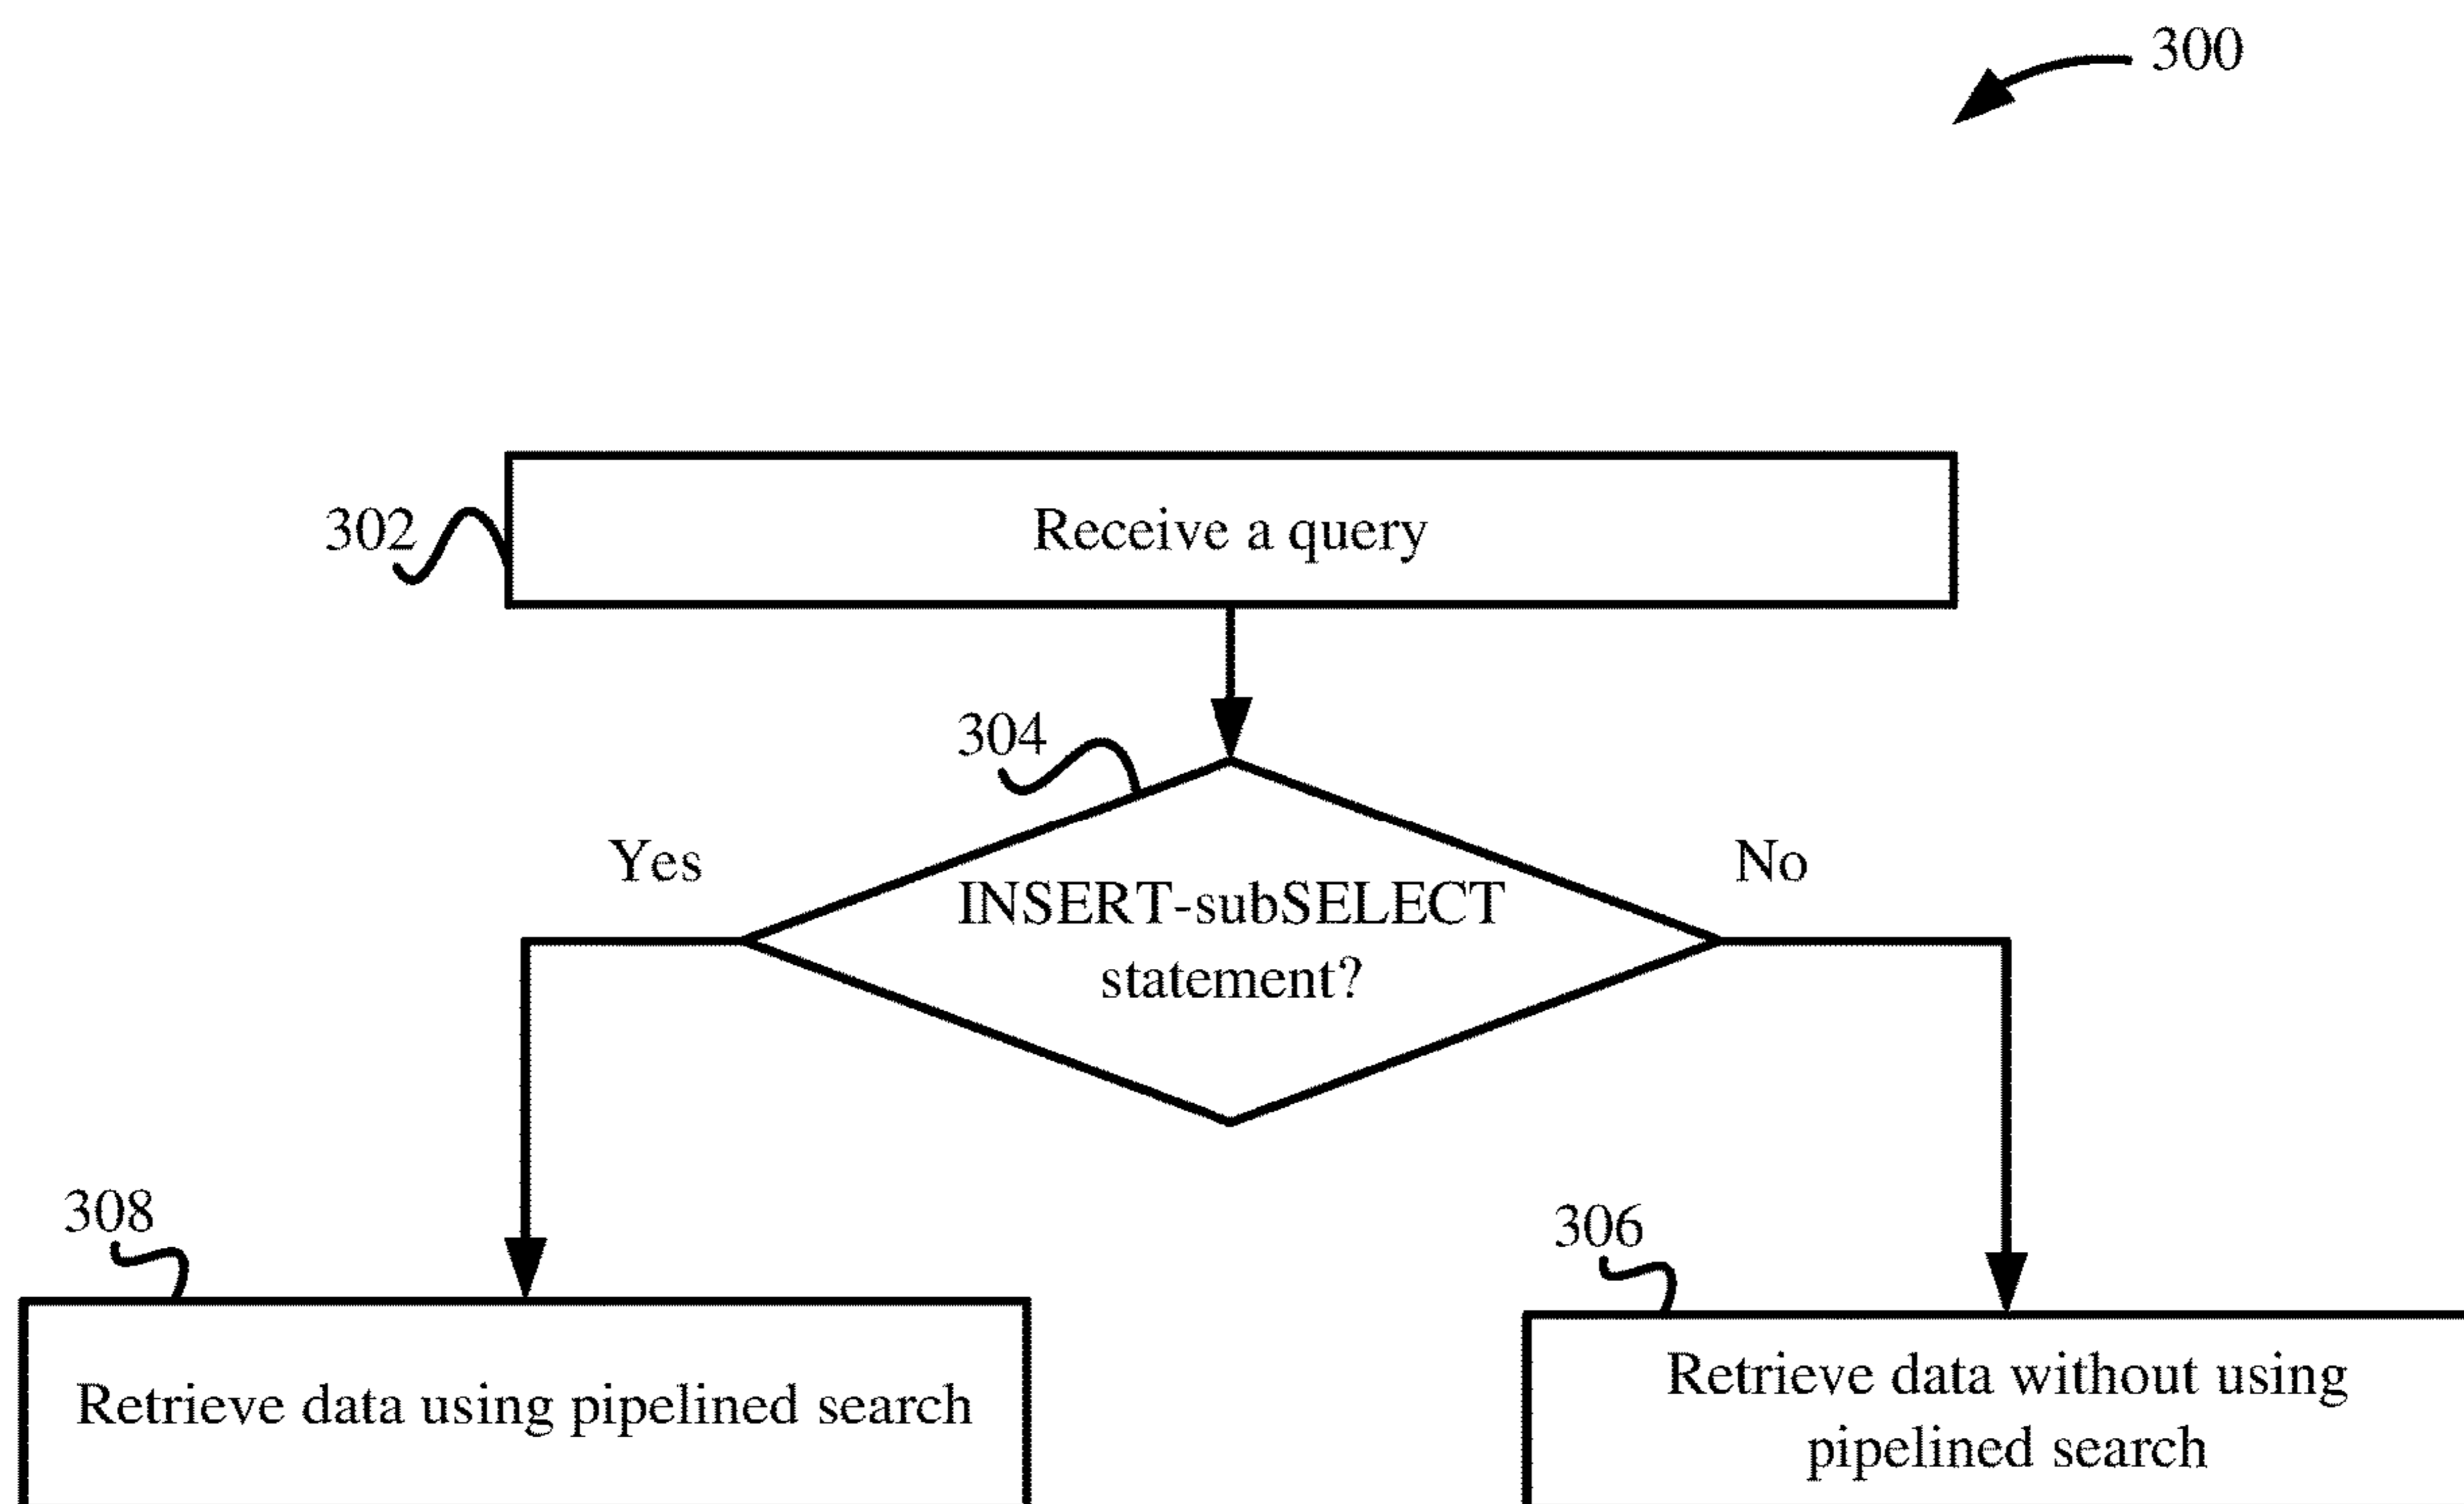 300
302
Receive a query
304
Yes
No
INSERT-subSELECT
statement?
308
306
Retrieve data using pipelined search
Retrieve data without using
pipelined search